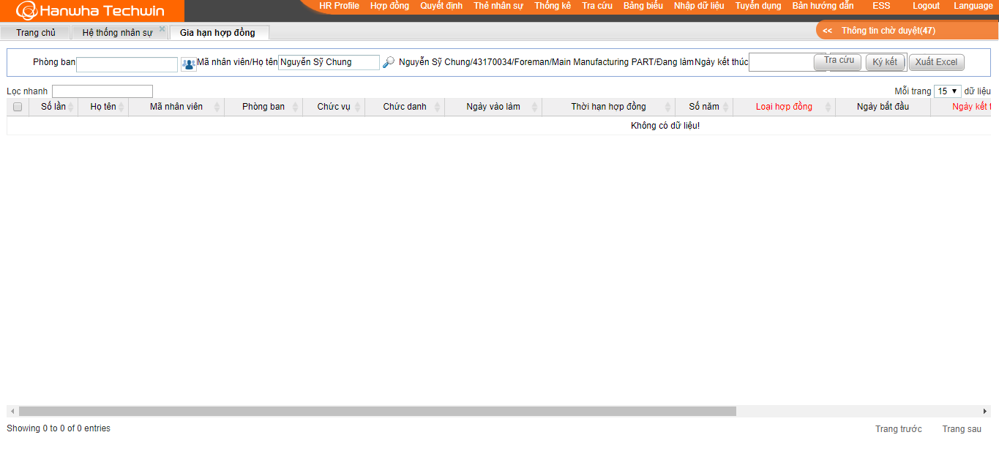 Hanwha Techwin
HR Profile Hợp đồng Quyết định Thẻ nhân sự Thống kê Tra cứu Bảng biểu Nhập dữ liệu Tuyển dụng Bản hướng dẫn ESS Logout Language
Trang chủ Hệ thống nhân sự Gia hạn hợp đồng << Thông tin chờ duyệt(47)
Phòng ban Mã nhân viên/Họ tên Nguyễn Sỹ Chung Nguyễn Sỹ Chung/43170034/Foreman/Main Manufacturing PART/Đang làm Ngày kết thúc Tra cứu Ký kết Xuất Excel
Lọc nhanh Mỗi trang 15 dữ liệu
Số lần Họ tên Mã nhân viên Phòng ban Chức vụ Chức danh Ngày vào làm Thời hạn hợp đồng Số năm Loại hợp đồng Ngày bắt đầu Ngày kết t
Không có dữ liệu!
Showing 0 to 0 of 0 entries Trang trước Trang sau